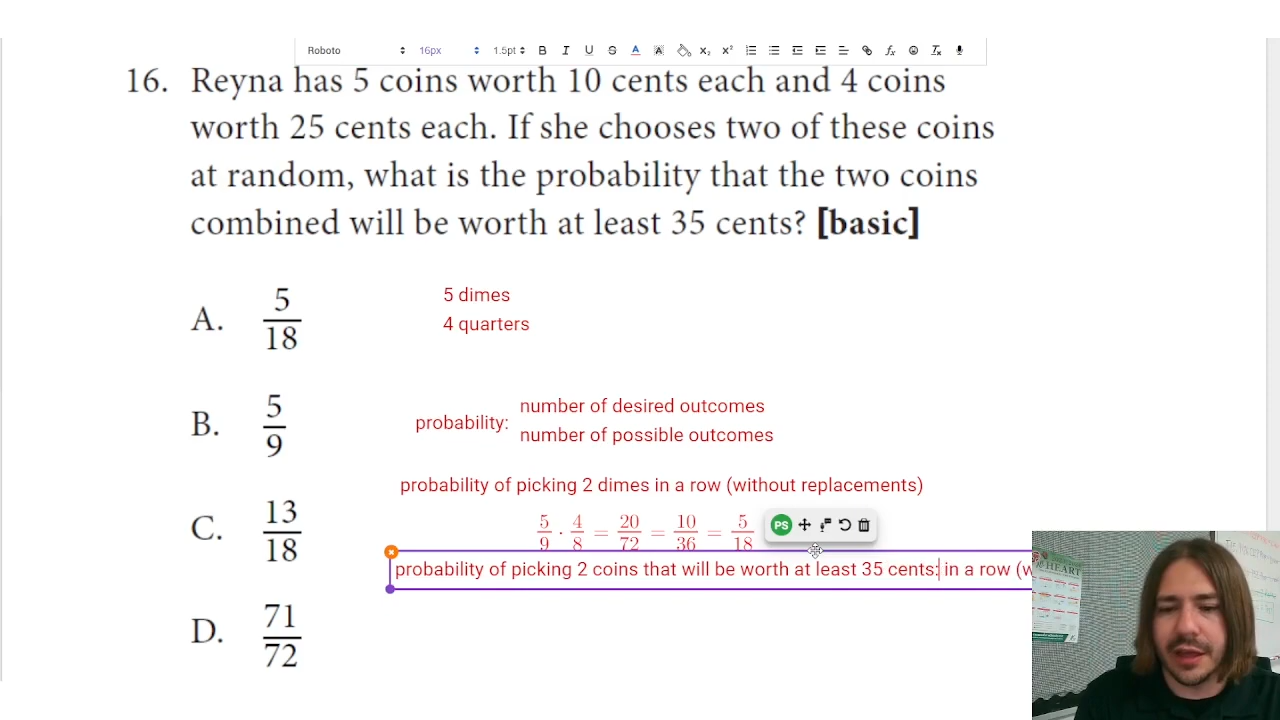 Roboto 16px 1.5pt B I U S A A X₂ X² fx Tx
16. Reyna has 5 coins worth 10 cents each and 4 coins
worth 25 cents each. If she chooses two of these coins
at random, what is the probability that the two coins
combined will be worth at least 35 cents? [basic]
A. 5/18
5 dimes
4 quarters
B. 5/9
probability: number of desired outcomes
number of possible outcomes
probability of picking 2 dimes in a row (without replacements)
C. 13/18
5/9 · 4/8 = 20/72 = 10/36 = 5/18
PS
probability of picking 2 coins that will be worth at least 35 cents: in a row (w
D. 71/72
HEART